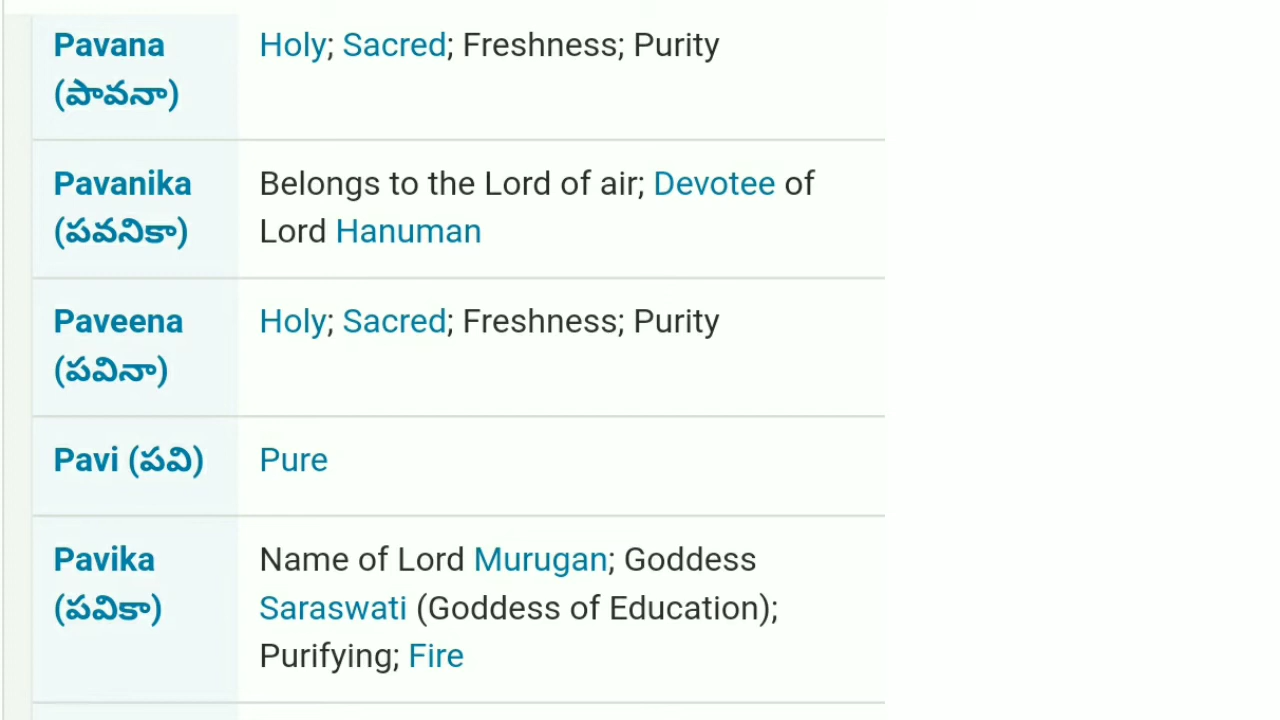 Pavana Holy; Sacred; Freshness; Purity
(పావనా)
Pavanika Belongs to the Lord of air; Devotee of
(పవనికా) Lord Hanuman
Paveena Holy; Sacred; Freshness; Purity
(పవినా)
Pavi (పవి) Pure
Pavika Name of Lord Murugan; Goddess
(పవికా) Saraswati (Goddess of Education);
Purifying; Fire